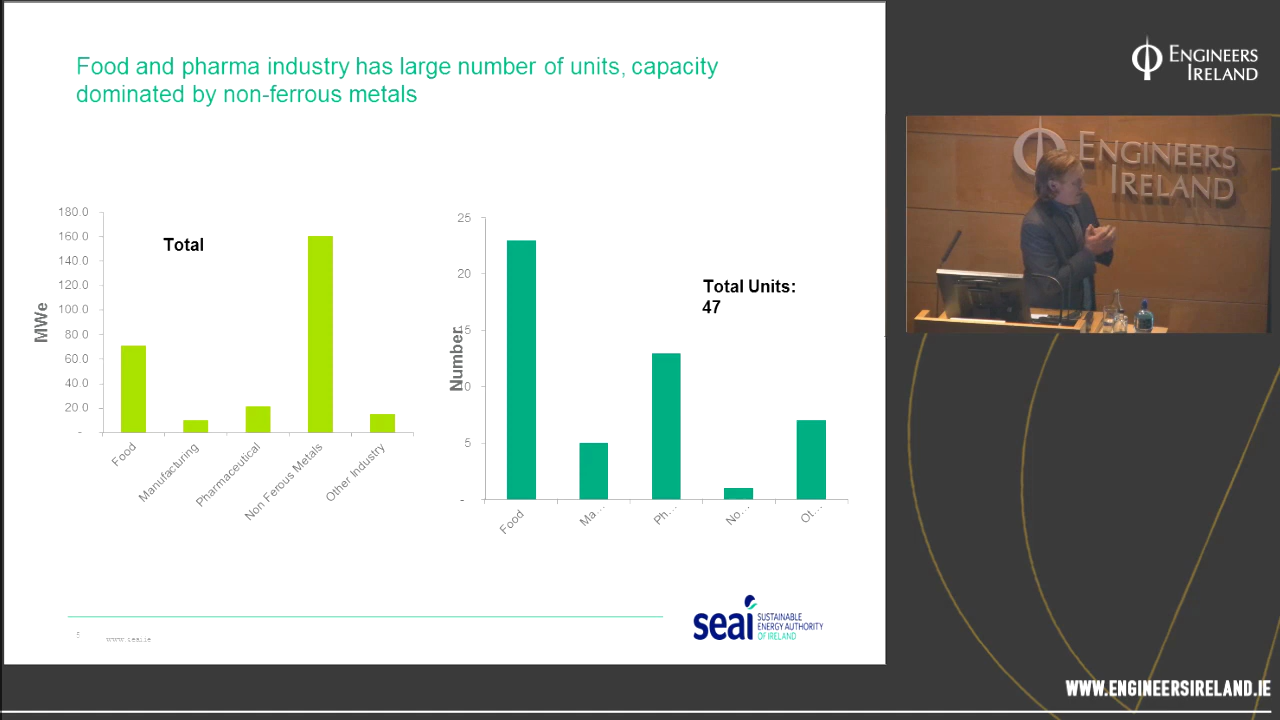 Food and pharma industry has large number of units, capacity
dominated by non-ferrous metals
180.0
160.0
140.0
120.0
100.0
80.0
60.0
40.0
20.0
-
MWe
Total
Food
Manufacturing
Pharmaceutical
Non Ferous Metals
Other Industry
25
20
15
10
5
-
Number
Total Units:
47
Food
Ma...
Ph...
No...
Ot...
5
www.seai.ie
seai
SUSTAINABLE
ENERGY AUTHORITY
OF IRELAND
ENGINEERS
IRELAND
ENGINEERS
IRELAND
WWW.ENGINEERSIRELAND.IE